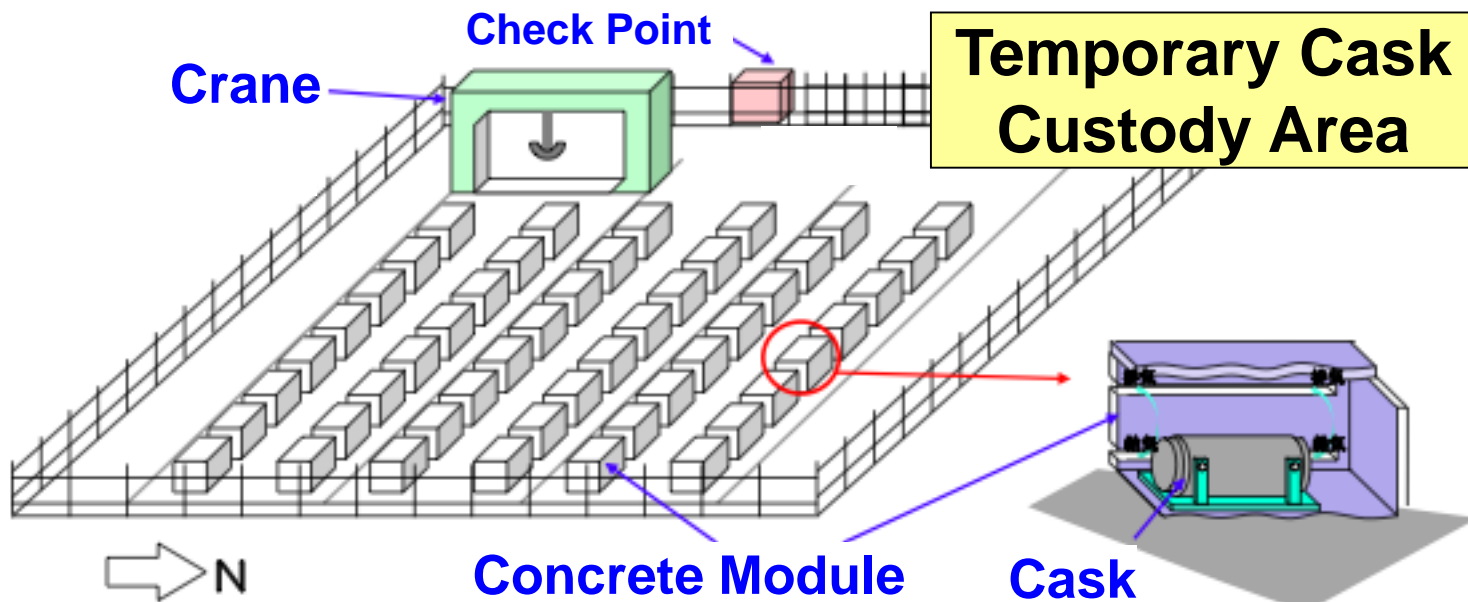 Check Point
Crane
Temporary Cask
Custody Area
N
Concrete Module
Cask